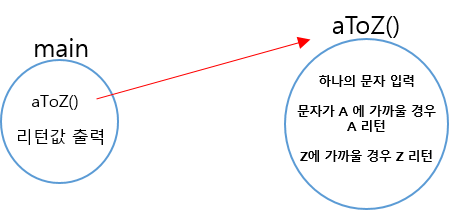 main
aToZ()
리턴값 출력
aToZ()
하나의 문자 입력
문자가 A 에 가까울 경우
A 리턴
Z에 가까울 경우 Z 리턴